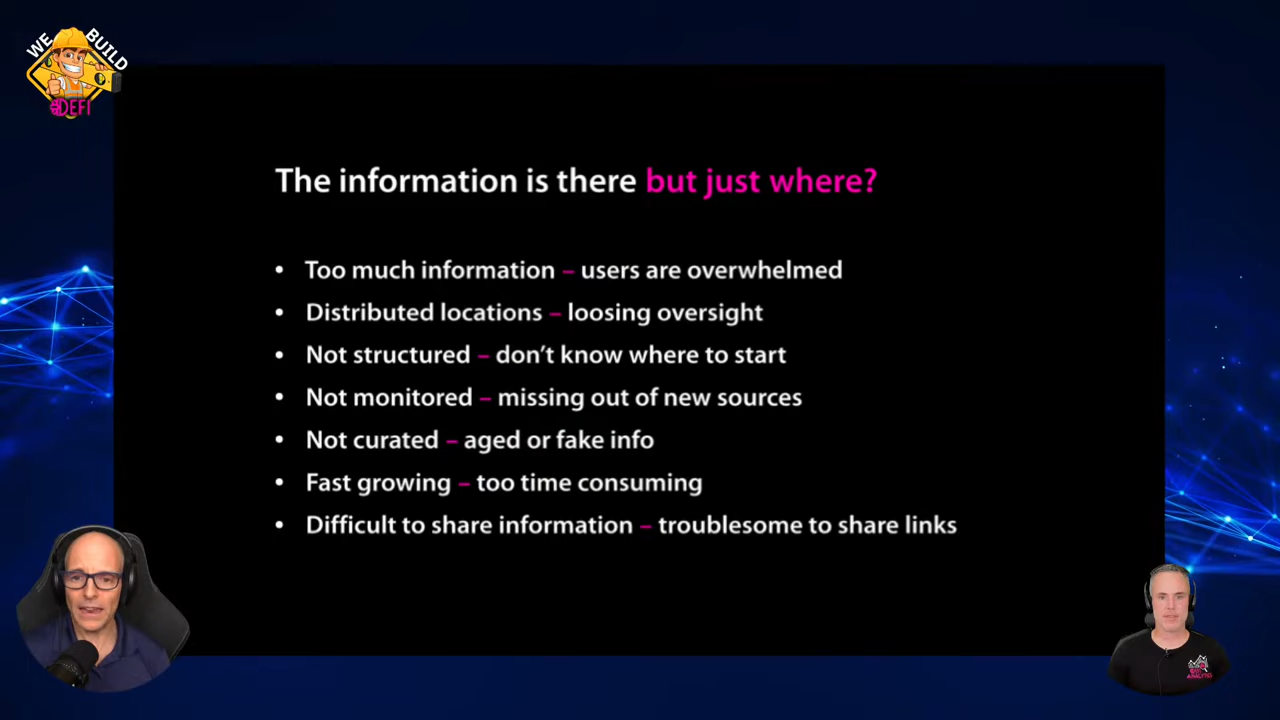 WE BUILD
#DEFI
The information is there but just where?
• Too much information – users are overwhelmed
• Distributed locations – loosing oversight
• Not structured – don't know where to start
• Not monitored – missing out of new sources
• Not curated – aged or fake info
• Fast growing – too time consuming
• Difficult to share information – troublesome to share links
ANALYTICS